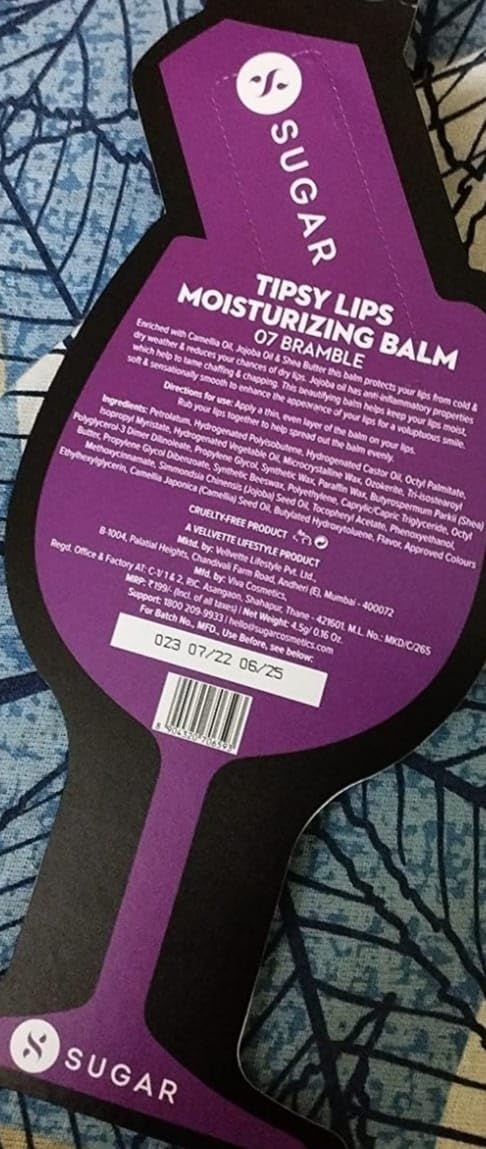 SUGAR
TIPSY LIPS
MOISTURIZING BALM
07 BRAMBLE
Enriched with Camellia Oil, Jojoba Oil & Shea Butter this balm protects your lips from cold &
dry weather & reduces your chances of dry lips. Jojoba oil has anti-inflammatory properties
which help to tame chaffing & chapping. This beautifying balm helps keep your lips moist,
soft & sensationally smooth to enhance the appearance of your lips for a voluptuous smile.
Directions for use: Apply a thin, even layer of the balm on your lips.
Rub your lips together to help spread out the balm evenly.
Ingredients: Petrolatum, Hydrogenated Polyisobutene, Hydrogenated Castor Oil, Octyl Palmitate,
Isopropyl Myristate, Hydrogenated Vegetable Oil, Microcrystalline Wax, Ozokerite, Tri-isostearoyl
Polyglycerol-3 Dimer Dilinoleate, Propylene Glycol, Synthetic Wax, Paraffin Wax, Butyrospermum Parkii (Shea)
Butter, Propylene Glycol Dibenzoate, Synthetic Beeswax, Polyethylene, Caprylic/Capric Triglyceride, Octyl
Methoxycinnamate, Simmondsia Chinensis (Jojoba) Seed Oil, Tocopheryl Acetate, Phenoxyethanol,
Ethylhexylglycerin, Camellia Japonica (Camellia) Seed Oil, Butylated Hydroxytoluene, Flavor, Approved Colours
CRUELTY-FREE PRODUCT
A VELLVETTE LIFESTYLE PRODUCT
Mktd. by: Vellvette Lifestyle Pvt. Ltd.,
B-1004, Palatial Heights, Chandivali Farm Road, Andheri (E), Mumbai - 400072
Mfd. by: Viva Cosmetics,
Regd. Office & Factory AT: C-1/1 & 2, RIC, Asangaon, Shahapur, Thane - 421601. M.L. No.: MKD/C/265
MRP: ₹199/- (Incl. of All taxes) / Net Weight: 4.5g/ 0.16 Oz.
Support: 1800 209 9933 / hello@sugarcosmetics.com
For Batch No., MFD., Use Before, see below:
023 07/22 06/25
8 904320 706593
SUGAR